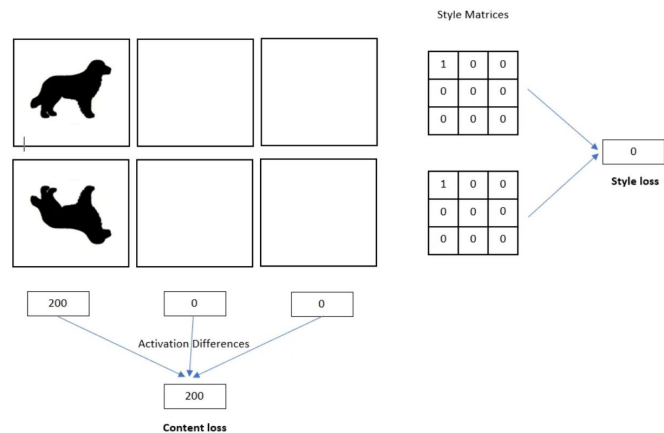 Style Matrices
1 0 0
0 0 0
0 0 0
0
Style loss
1 0 0
0 0 0
0 0 0
200 0 0
Activation Differences
200
Content loss